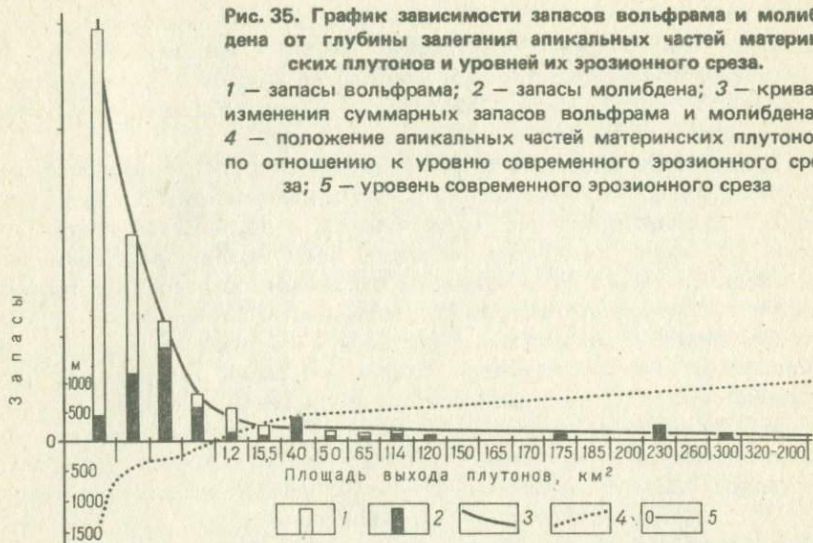 Рис. 35. График зависимости запасов вольфрама и молиб
дена от глубины залегания апикальных частей материн
ских плутонов и уровней их эрозионного среза.
1 — запасы вольфрама; 2 — запасы молибдена; 3 — крива
изменения суммарных запасов вольфрама и молибдена
4 — положение апикальных частей материнских плутоно
по отношению к уровню современного эрозионного сре
за; 5 — уровень современного эрозионного среза
Запасы
м
1000
500
0
-500
-1000
-1500
1,2 15,5 40 50 65 114 120 150 165 170 175 185 200 230 260 300 320-2100
Площадь выхода плутонов, км²
1 2 3 4 0 5